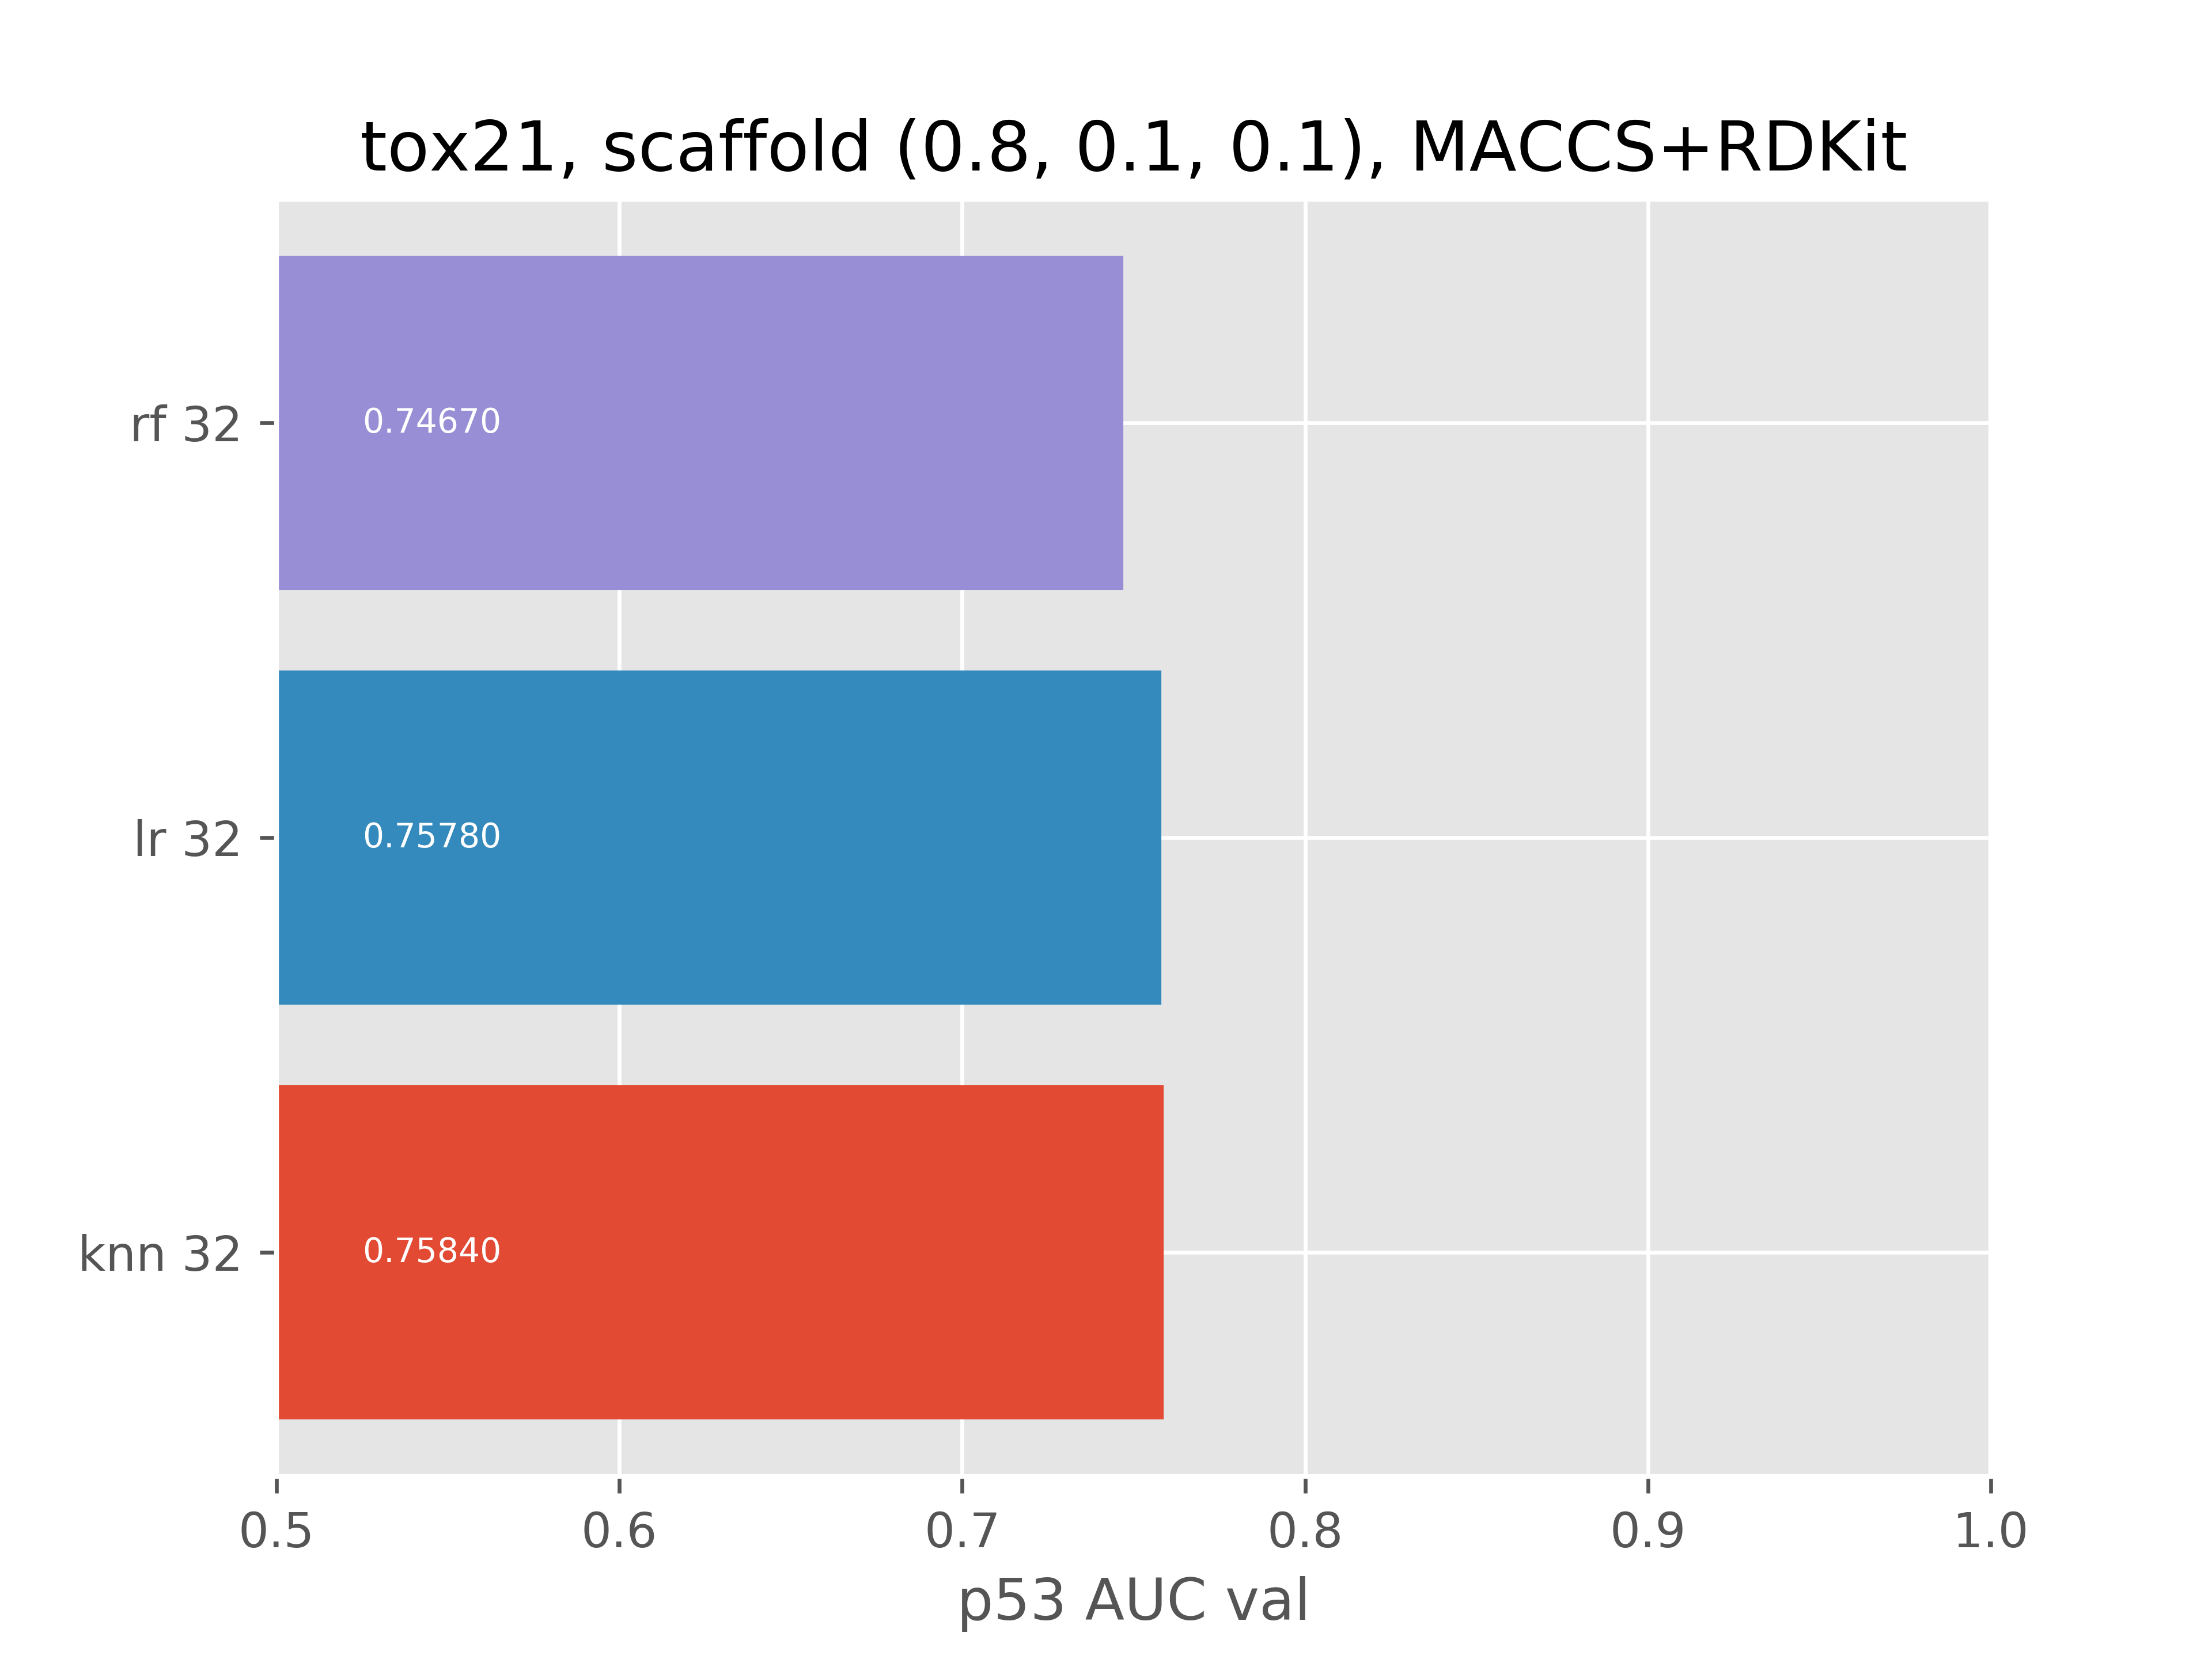 tox21, scaffold (0.8, 0.1, 0.1), MACCS+RDKit
rf 32
0.74670
lr 32
0.75780
knn 32
0.75840
0.5 0.6 0.7 0.8 0.9 1.0
p53 AUC val